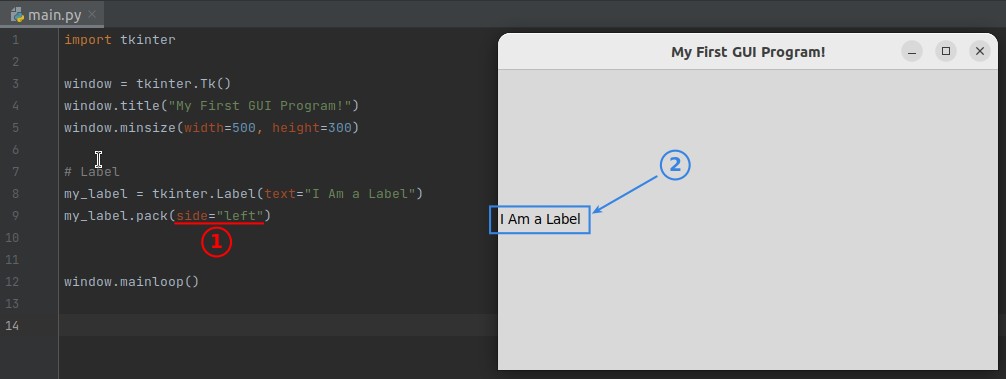 main.py
1 import tkinter
2
3 window = tkinter.Tk()
4 window.title("My First GUI Program!")
5 window.minsize(width=500, height=300)
6
7 # Label
8 my_label = tkinter.Label(text="I Am a Label")
9 my_label.pack(side="left")
1
10
11
12 window.mainloop()
13
14
My First GUI Program!
2
I Am a Label